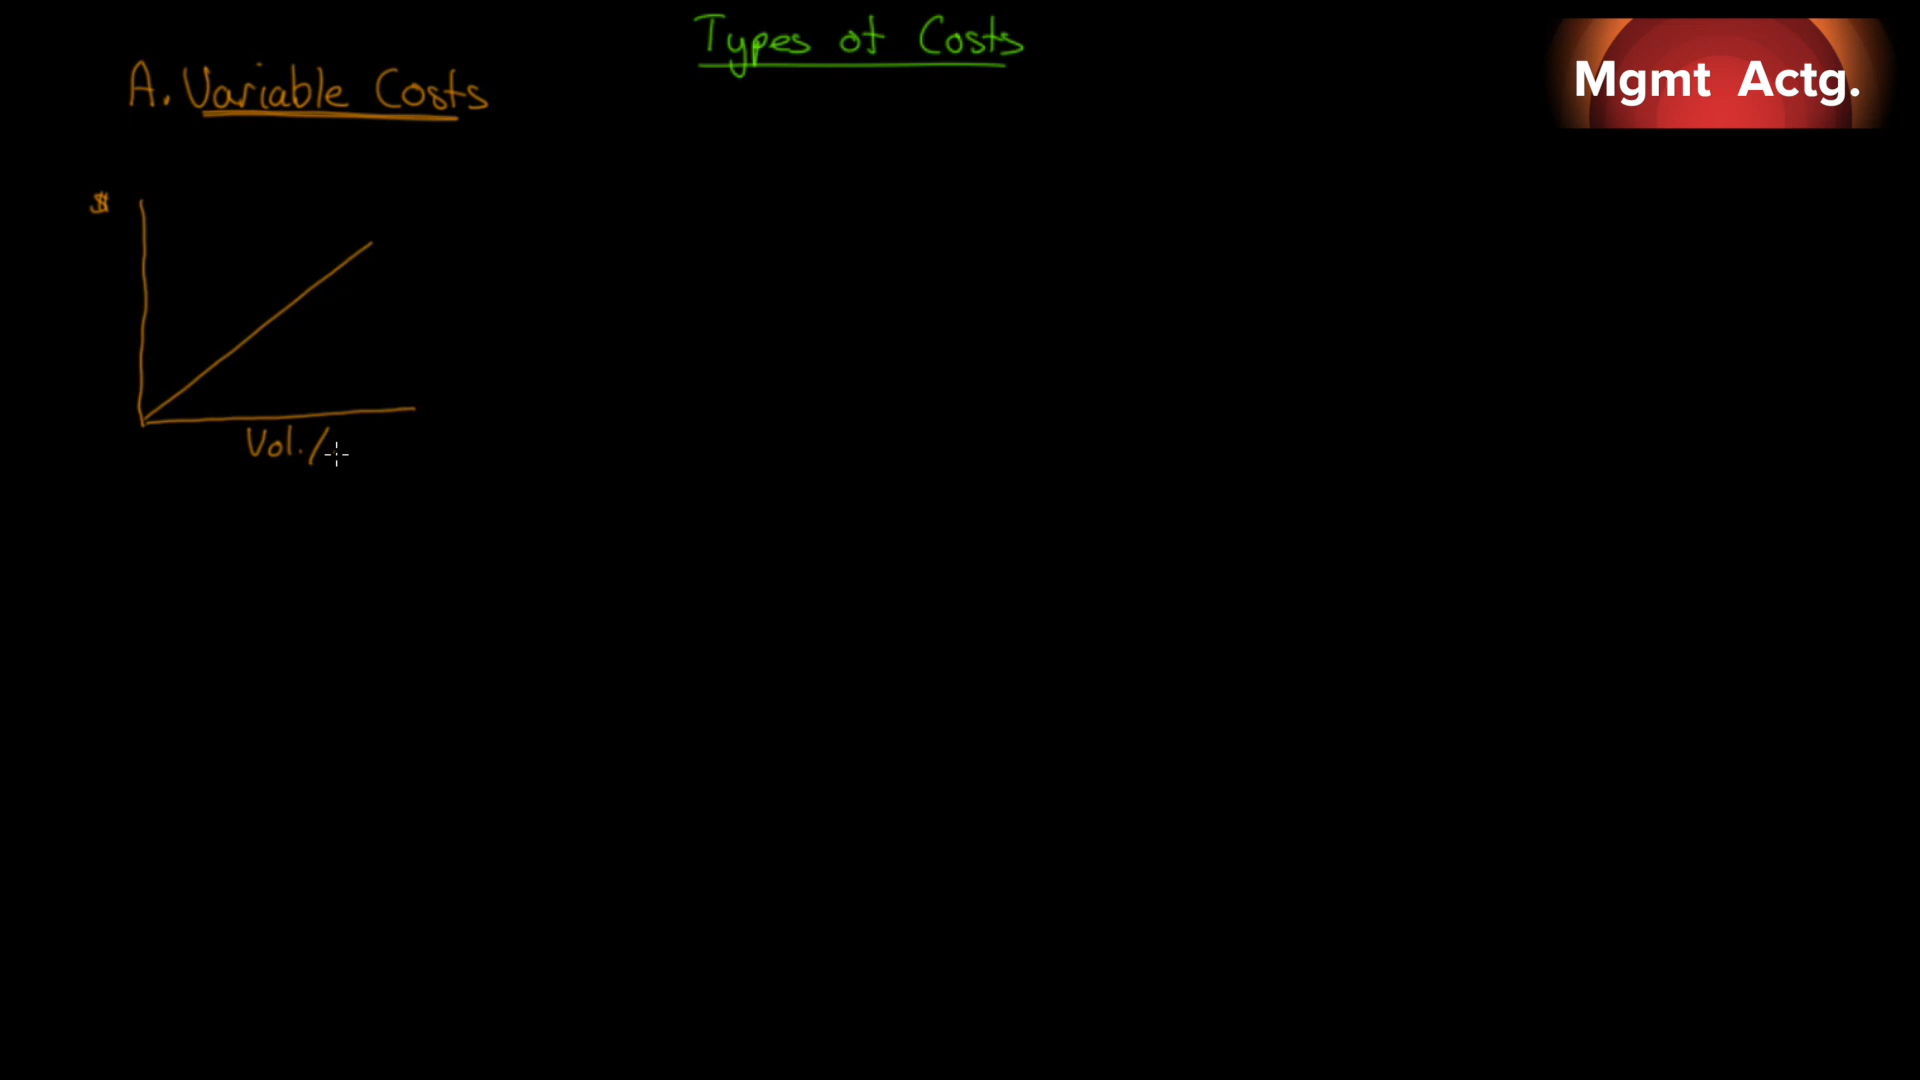 Types of Costs
Mgmt Actg.
A. Variable Costs
$
Vol./